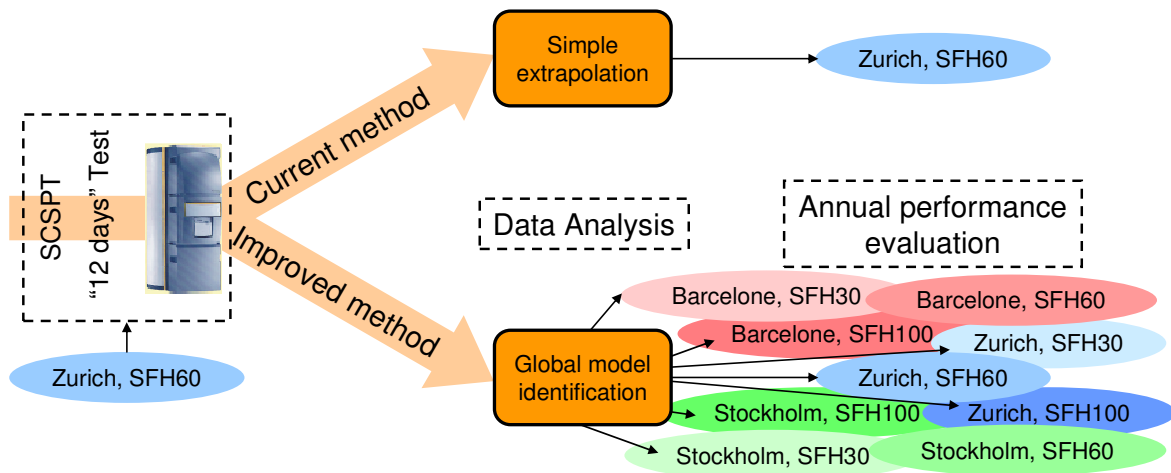 SCSPT
“12 days” Test
Zurich, SFH60
Current method
Improved method
Simple
extrapolation
Zurich, SFH60
Data Analysis
Annual performance
evaluation
Global model
identification
Barcelone, SFH30
Barcelone, SFH60
Barcelone, SFH100
Zurich, SFH30
Zurich, SFH60
Stockholm, SFH100
Zurich, SFH100
Stockholm, SFH30
Stockholm, SFH60